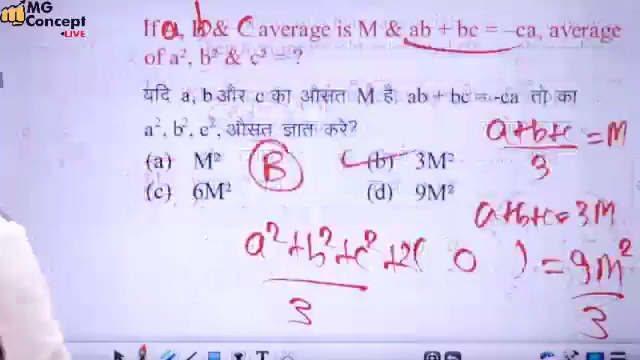 MG
Concept
LIVE
If a, b & C average is M & ab + bc = –ca, average
of a², b² & c² = ?
यदि a, b और c का औसत M है, ab + bc = -ca तो का
a², b², c², औसत ज्ञात करे?
(a) M² (b) 3M²
(c) 6M² (d) 9M²
B
a+b+c/3 = M
a+b+c=3M
a²+b²+c²+2( 0 ) = 9M²
3 3